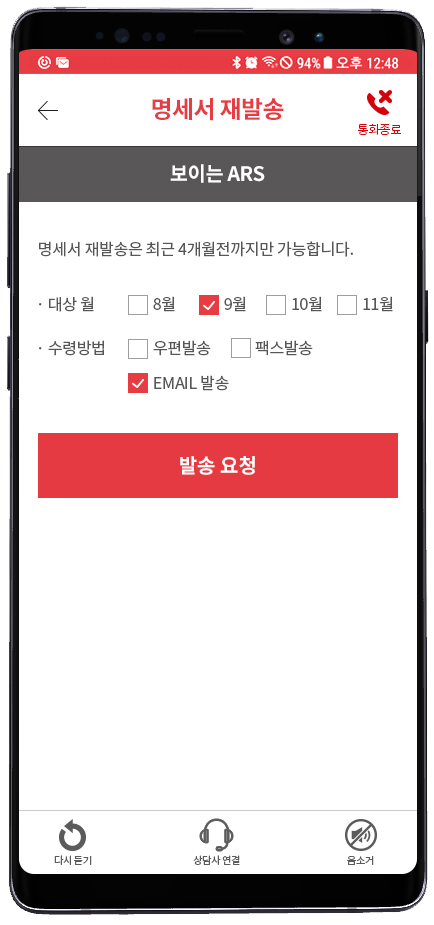 94% 오후 12:48
명세서 재발송
통화종료
보이는 ARS
명세서 재발송은 최근 4개월전까지만 가능합니다.
· 대상 월 8월 9월 10월 11월
· 수령방법 우편발송 팩스발송
EMAIL 발송
발송 요청
다시 듣기 상담사 연결 음소거